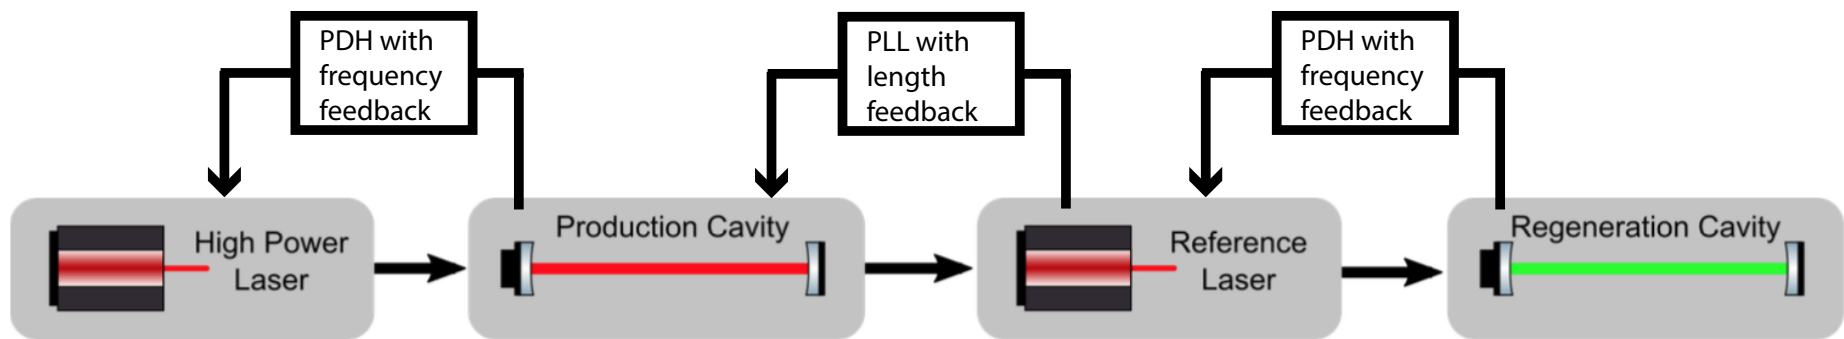 PDH with
frequency
feedback
PLL with
length
feedback
PDH with
frequency
feedback
High Power
Laser
Production Cavity
Reference
Laser
Regeneration Cavity